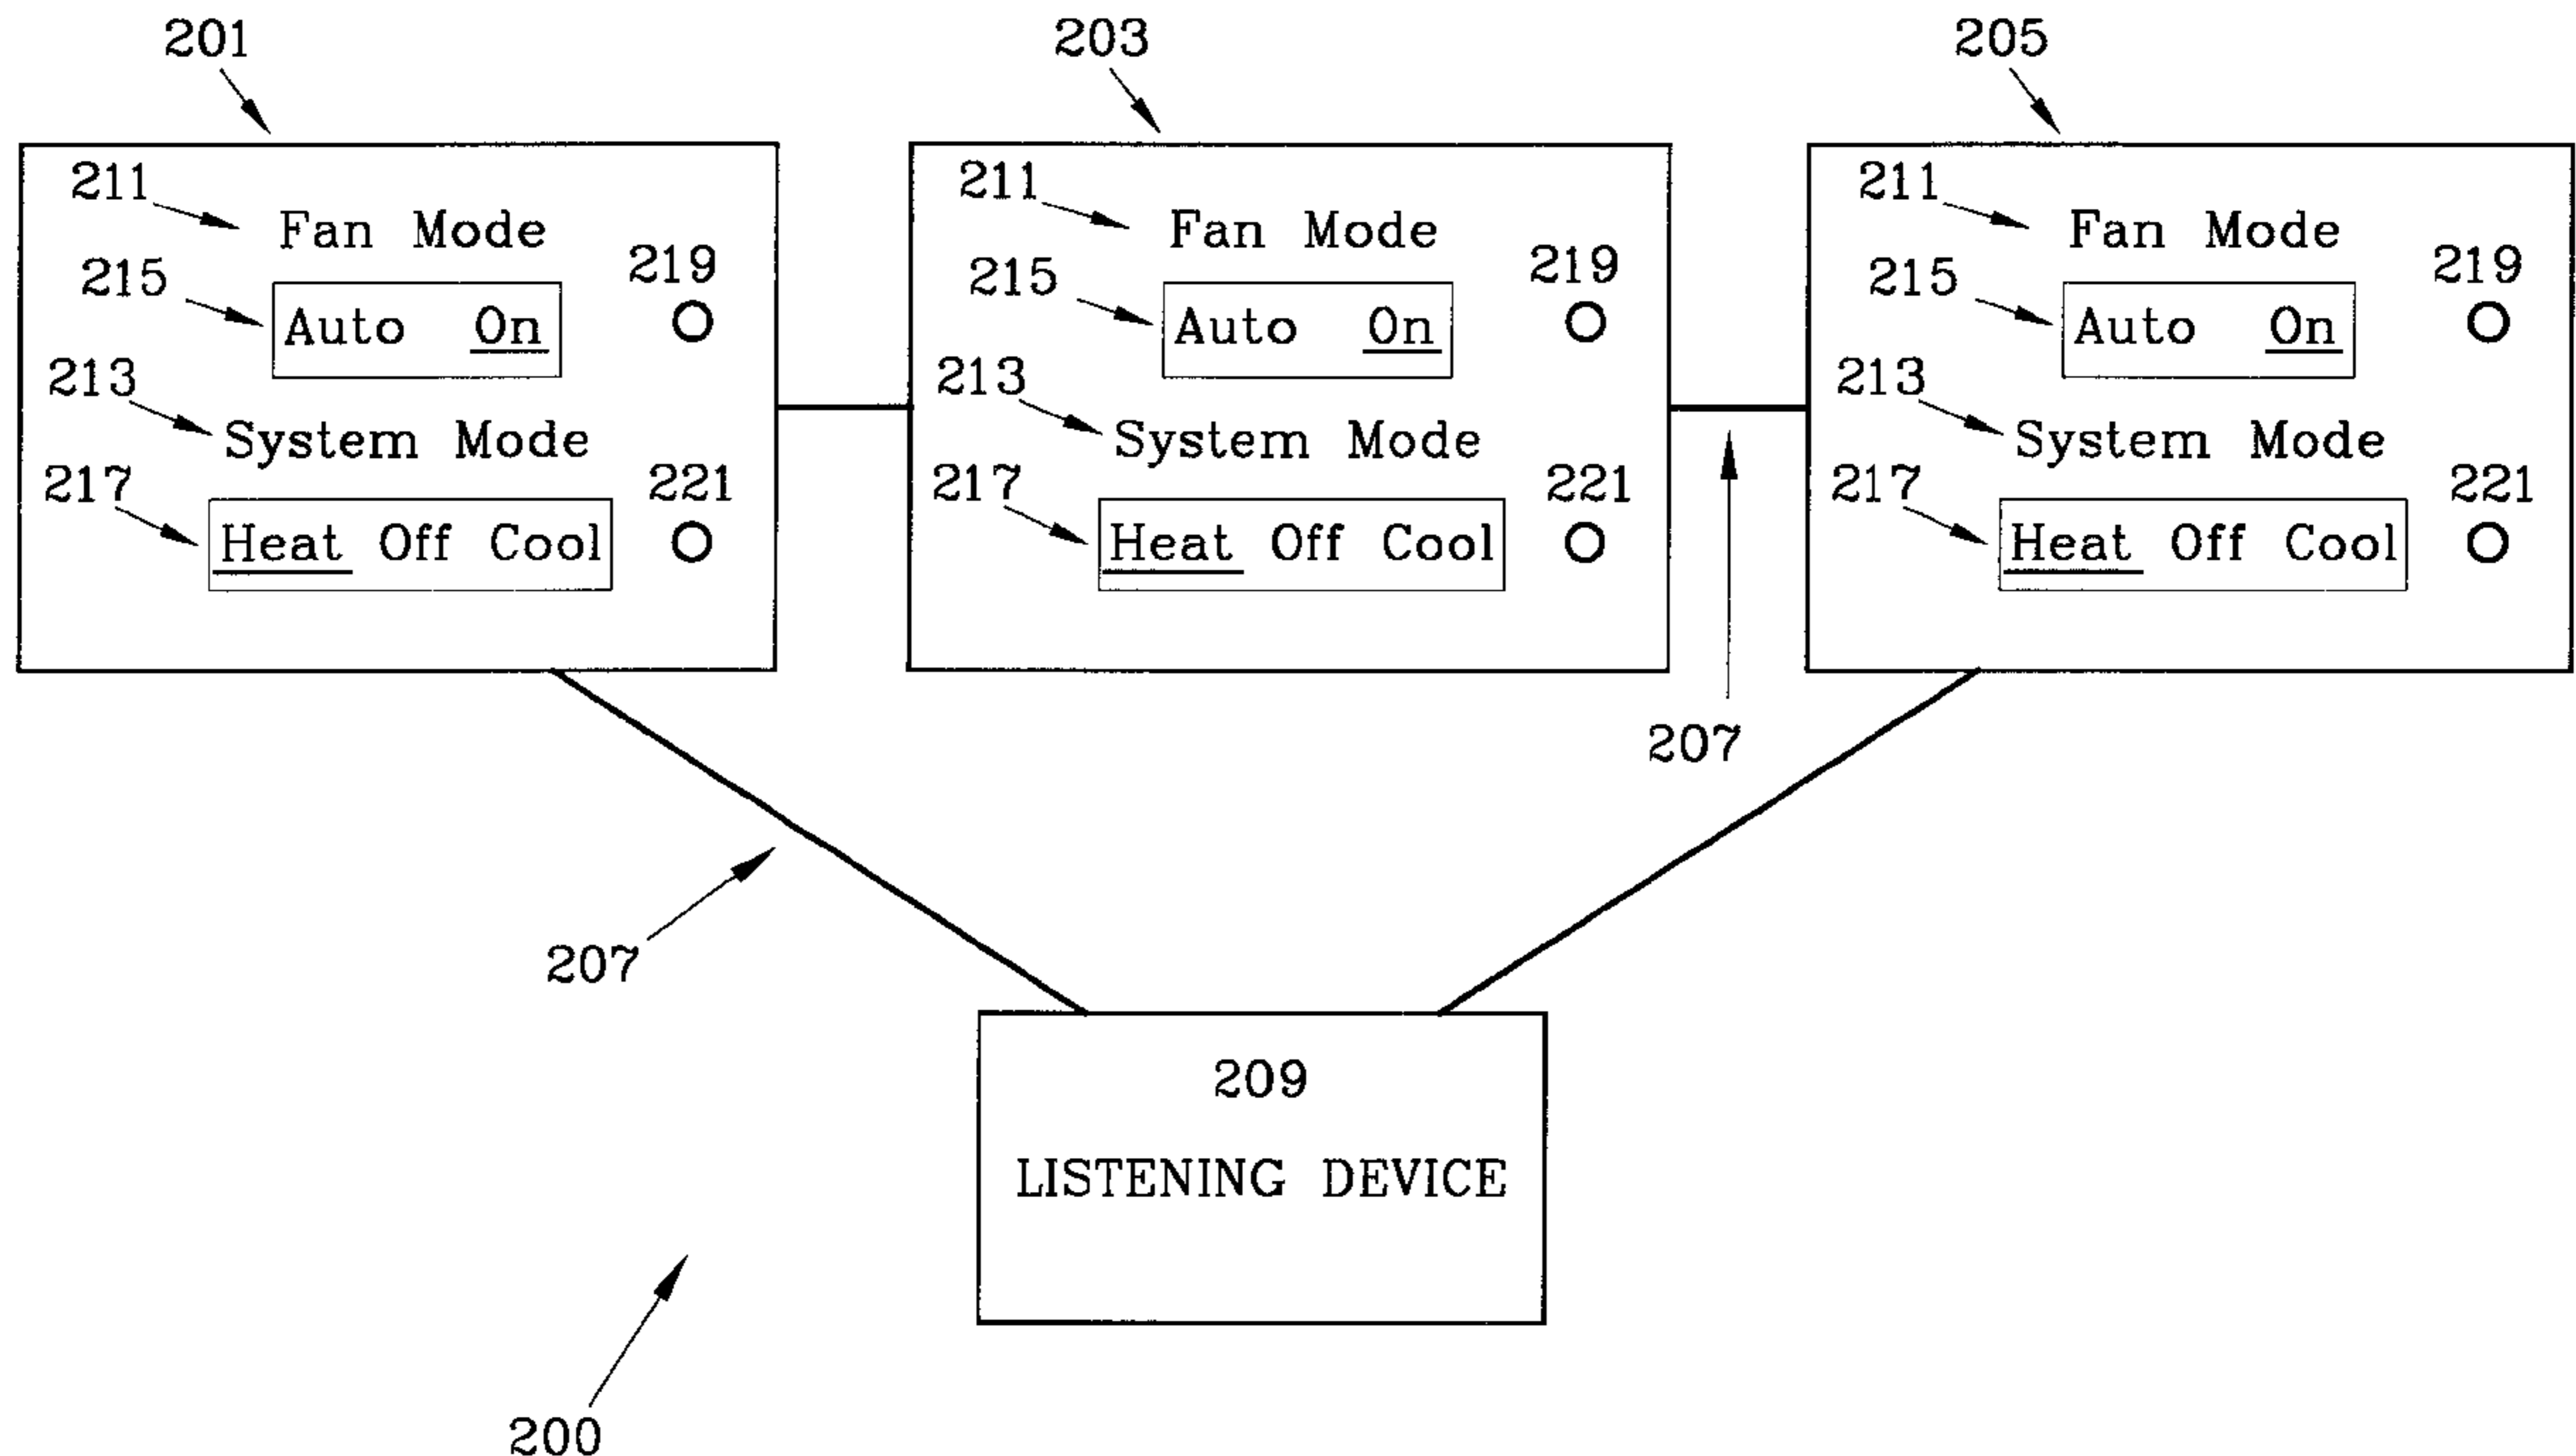 201 203 205
211 211 211
Fan Mode Fan Mode Fan Mode
215 219 215 219 215 219
Auto On Auto On Auto On
213 213 213
System Mode System Mode System Mode
217 221 217 221 217 221
Heat Off Cool Heat Off Cool Heat Off Cool
207
207
209
LISTENING DEVICE
200